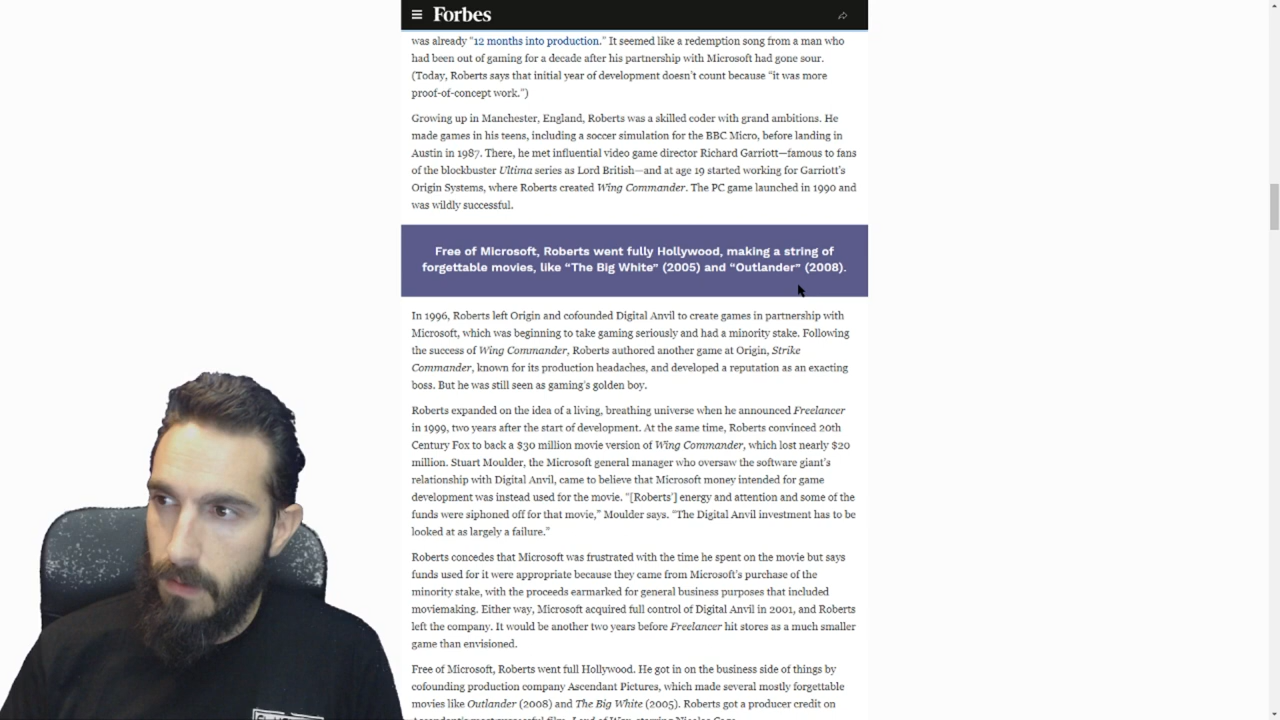 Forbes
was already “12 months into production.” It seemed like a redemption song from a man who
had been out of gaming for a decade after his partnership with Microsoft had gone sour.
(Today, Roberts says that initial year of development doesn’t count because “it was more
proof-of-concept work.”)
Growing up in Manchester, England, Roberts was a skilled coder with grand ambitions. He
made games in his teens, including a soccer simulation for the BBC Micro, before landing in
Austin in 1987. There, he met influential video game director Richard Garriott—famous to fans
of the blockbuster Ultima series as Lord British—and at age 19 started working for Garriott’s
Origin Systems, where Roberts created Wing Commander. The PC game launched in 1990 and
was wildly successful.
Free of Microsoft, Roberts went fully Hollywood, making a string of
forgettable movies, like “The Big White” (2005) and “Outlander” (2008).
In 1996, Roberts left Origin and cofounded Digital Anvil to create games in partnership with
Microsoft, which was beginning to take gaming seriously and had a minority stake. Following
the success of Wing Commander, Roberts authored another game at Origin, Strike
Commander, known for its production headaches, and developed a reputation as an exacting
boss. But he was still seen as gaming’s golden boy.
Roberts expanded on the idea of a living, breathing universe when he announced Freelancer
in 1999, two years after the start of development. At the same time, Roberts convinced 20th
Century Fox to back a $30 million movie version of Wing Commander, which lost nearly $20
million. Stuart Moulder, the Microsoft general manager who oversaw the software giant’s
relationship with Digital Anvil, came to believe that Microsoft money intended for game
development was instead used for the movie. “[Roberts’] energy and attention and some of the
funds were siphoned off for that movie,” Moulder says. “The Digital Anvil investment has to be
looked at as largely a failure.”
Roberts concedes that Microsoft was frustrated with the time he spent on the movie but says
funds used for it were appropriate because they came from Microsoft’s purchase of the
minority stake, with the proceeds earmarked for general business purposes that included
moviemaking. Either way, Microsoft acquired full control of Digital Anvil in 2001, and Roberts
left the company. It would be another two years before Freelancer hit stores as a much smaller
game than envisioned.
Free of Microsoft, Roberts went full Hollywood. He got in on the business side of things by
cofounding production company Ascendant Pictures, which made several mostly forgettable
movies like Outlander (2008) and The Big White (2005). Roberts got a producer credit on